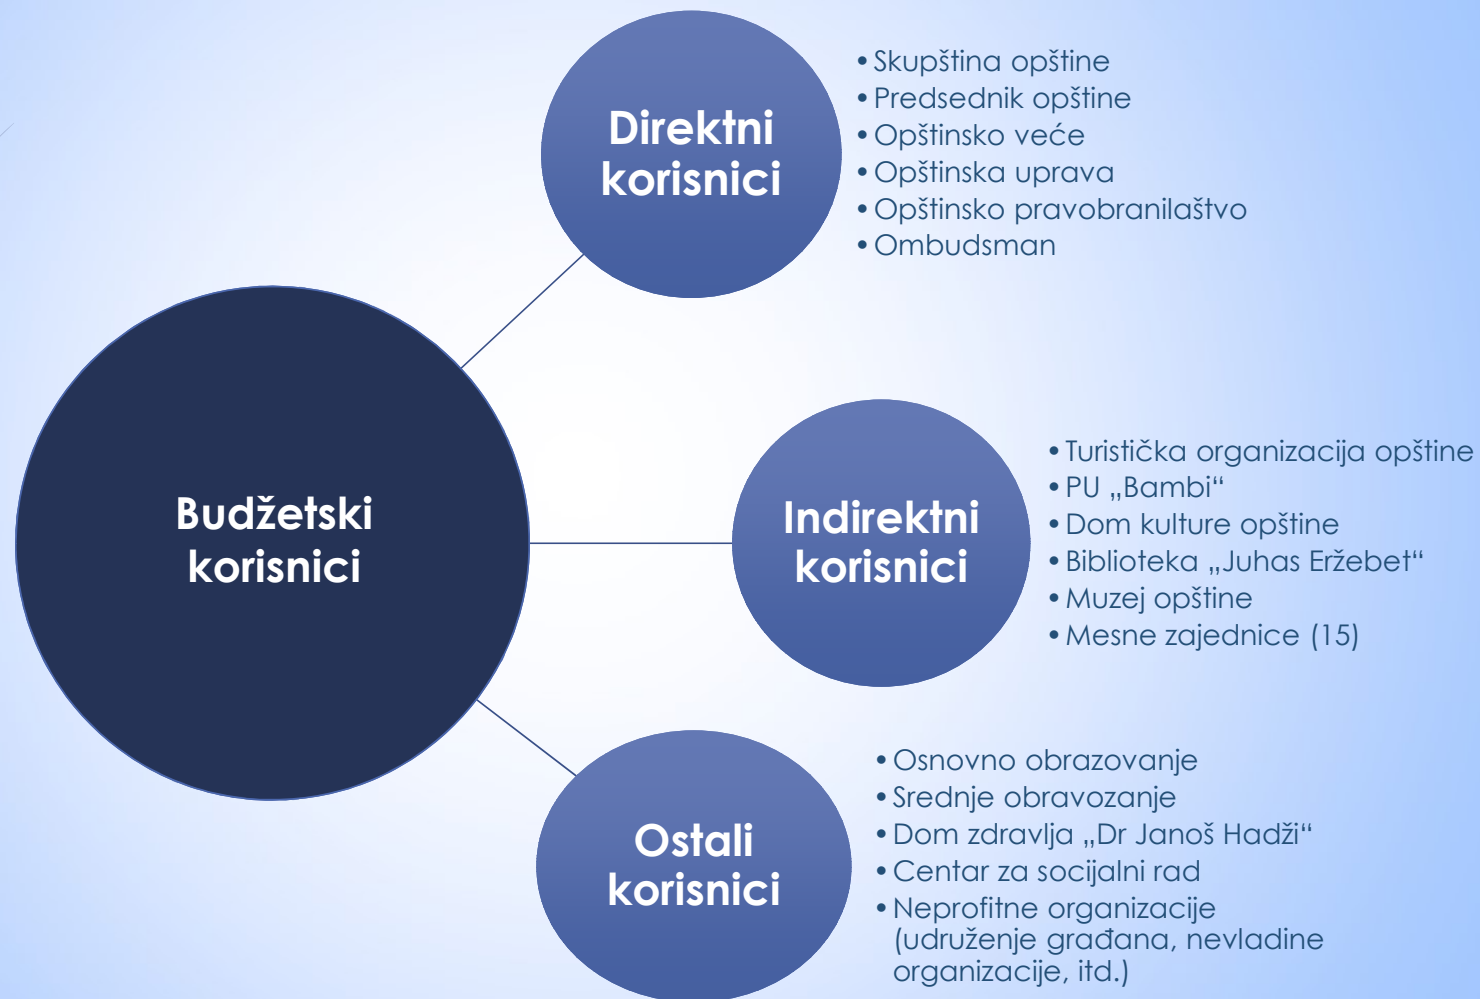 Budžetski
korisnici
Direktni
korisnici
• Skupština opštine
• Predsednik opštine
• Opštinsko veće
• Opštinska uprava
• Opštinsko pravobranilaštvo
• Ombudsman
Indirektni
korisnici
• Turistička organizacija opštine
• PU „Bambi“
• Dom kulture opštine
• Biblioteka „Juhas Eržebet“
• Muzej opštine
• Mesne zajednice (15)
Ostali
korisnici
• Osnovno obrazovanje
• Srednje obravozanje
• Dom zdravlja „Dr Janoš Hadži“
• Centar za socijalni rad
• Neprofitne organizacije
(udruženje građana, nevladine
organizacije, itd.)